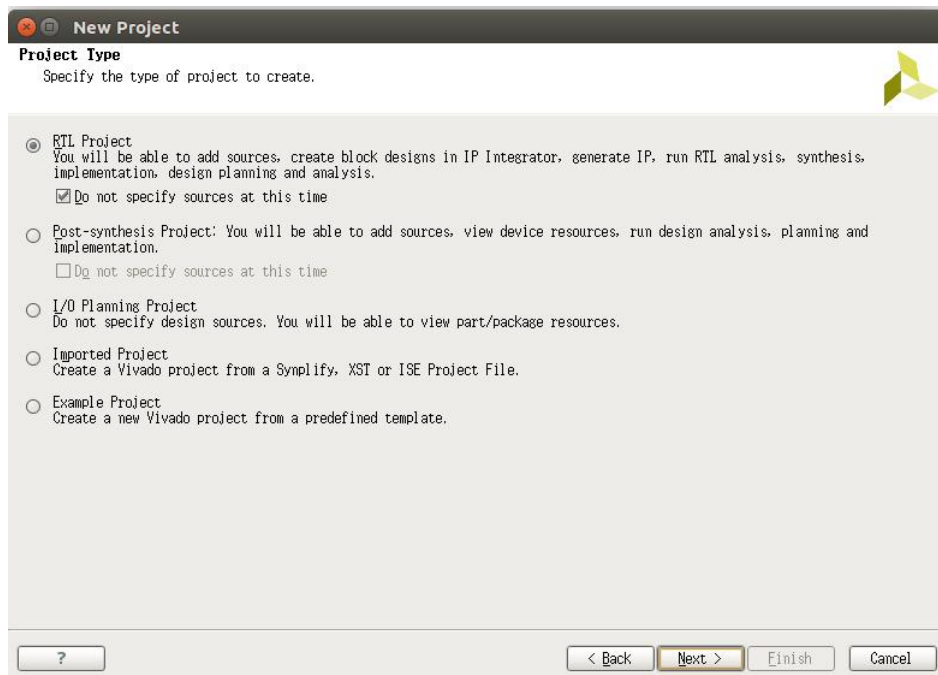 New Project
Project Type
Specify the type of project to create.
RTL Project
You will be able to add sources, create block designs in IP Integrator, generate IP, run RTL analysis, synthesis,
implementation, design planning and analysis.
Do not specify sources at this time
Post-synthesis Project: You will be able to add sources, view device resources, run design analysis, planning and
implementation.
Do not specify sources at this time
I/O Planning Project
Do not specify design sources. You will be able to view part/package resources.
Imported Project
Create a Vivado project from a Synplify, XST or ISE Project File.
Example Project
Create a new Vivado project from a predefined template.
? < Back Next > Finish Cancel